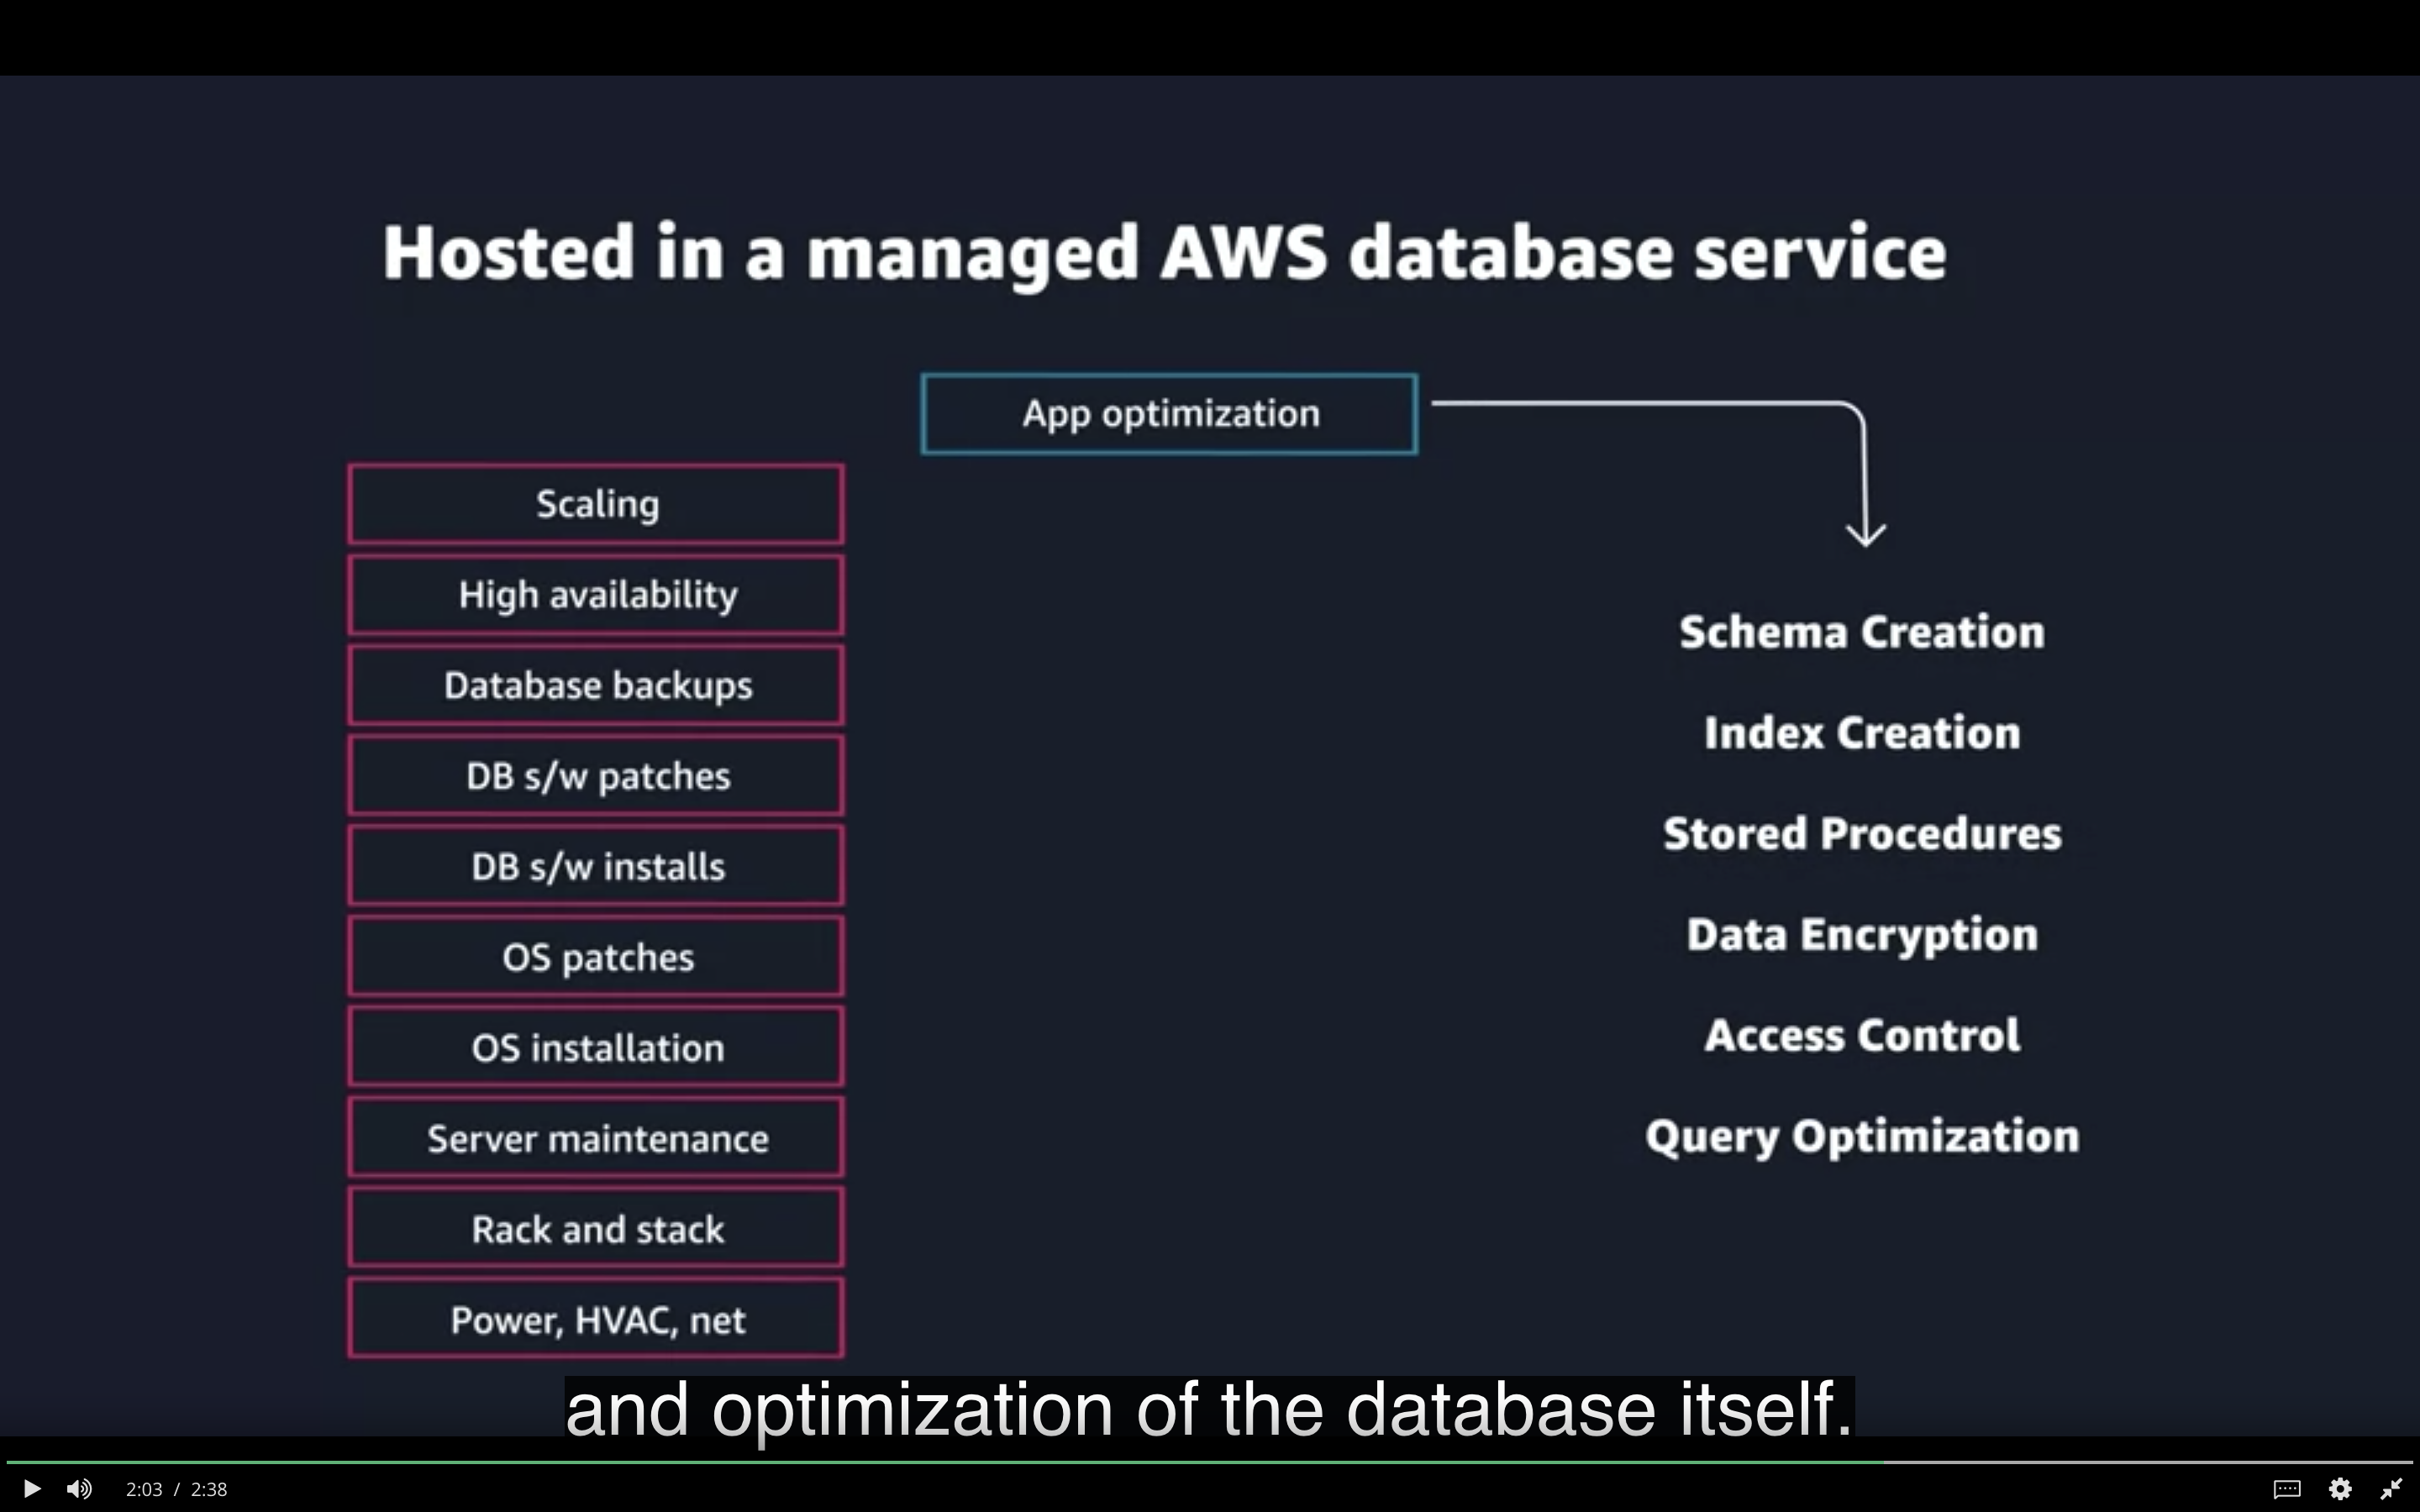 Hosted in a managed AWS database service
App optimization
Scaling
High availability
Database backups
DB s/w patches
DB s/w installs
OS patches
OS installation
Server maintenance
Rack and stack
Power, HVAC, net
Schema Creation
Index Creation
Stored Procedures
Data Encryption
Access Control
Query Optimization
and optimization of the database itself.
2:03 / 2:38